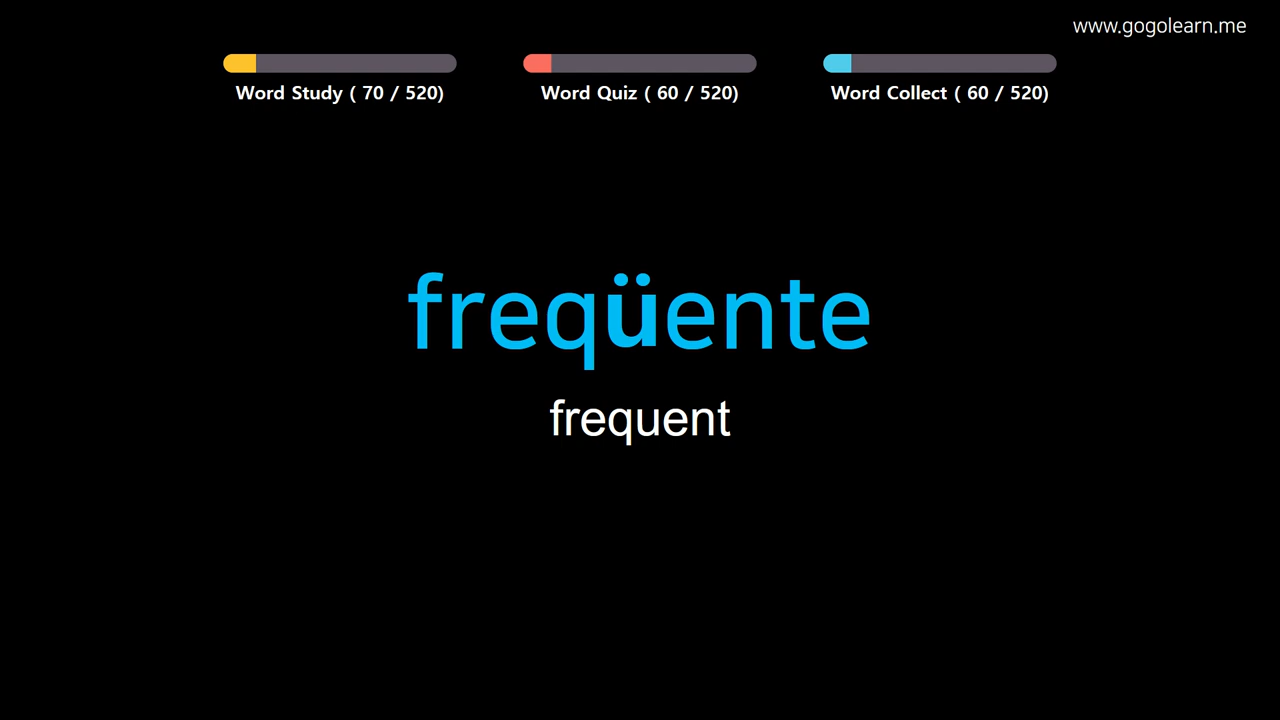 www.gogolearn.me
Word Study ( 70 / 520)
Word Quiz ( 60 / 520)
Word Collect ( 60 / 520)
freqüente
frequent